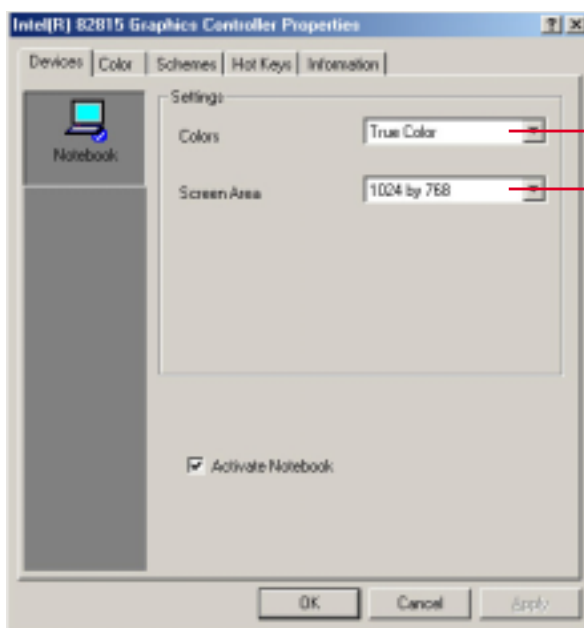 Intel(R) 82815 Graphics Controller Properties
Devices Color Schemes Hot Keys Information
Notebook
Settings
Colors True Color
Screen Area 1024 by 768
Activate Notebook
OK Cancel Apply